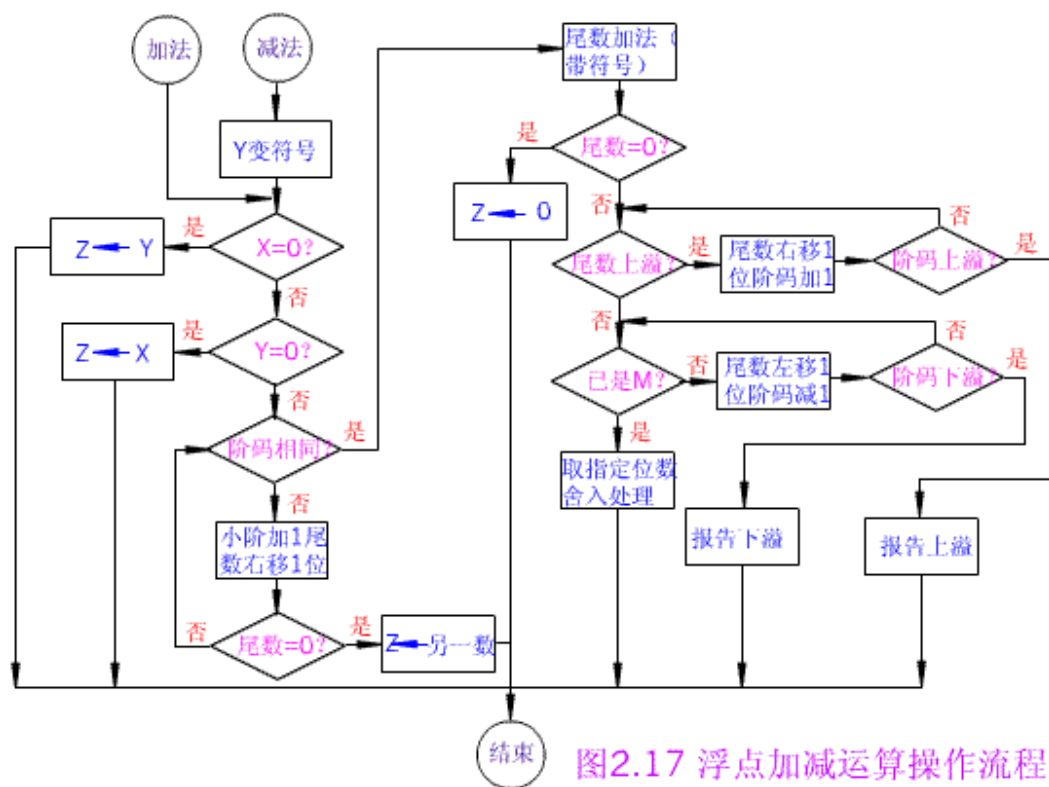 加法
减法
Y变符号
X=0?
是
Z Y
否
Y=0?
是
Z X
否
阶码相同?
是
否
小阶加1尾
数右移1位
尾数=0?
否
是
Z 另一数
尾数加法（
带符号）
尾数=0?
是
Z 0
否
尾数上溢?
是
尾数右移1
位阶码加1
阶码上溢?
否
是
否
已是M?
否
尾数左移1
位阶码减1
阶码下溢?
否
是
是
取指定位数
舍入处理
报告下溢
报告上溢
结束
图2.17 浮点加减运算操作流程